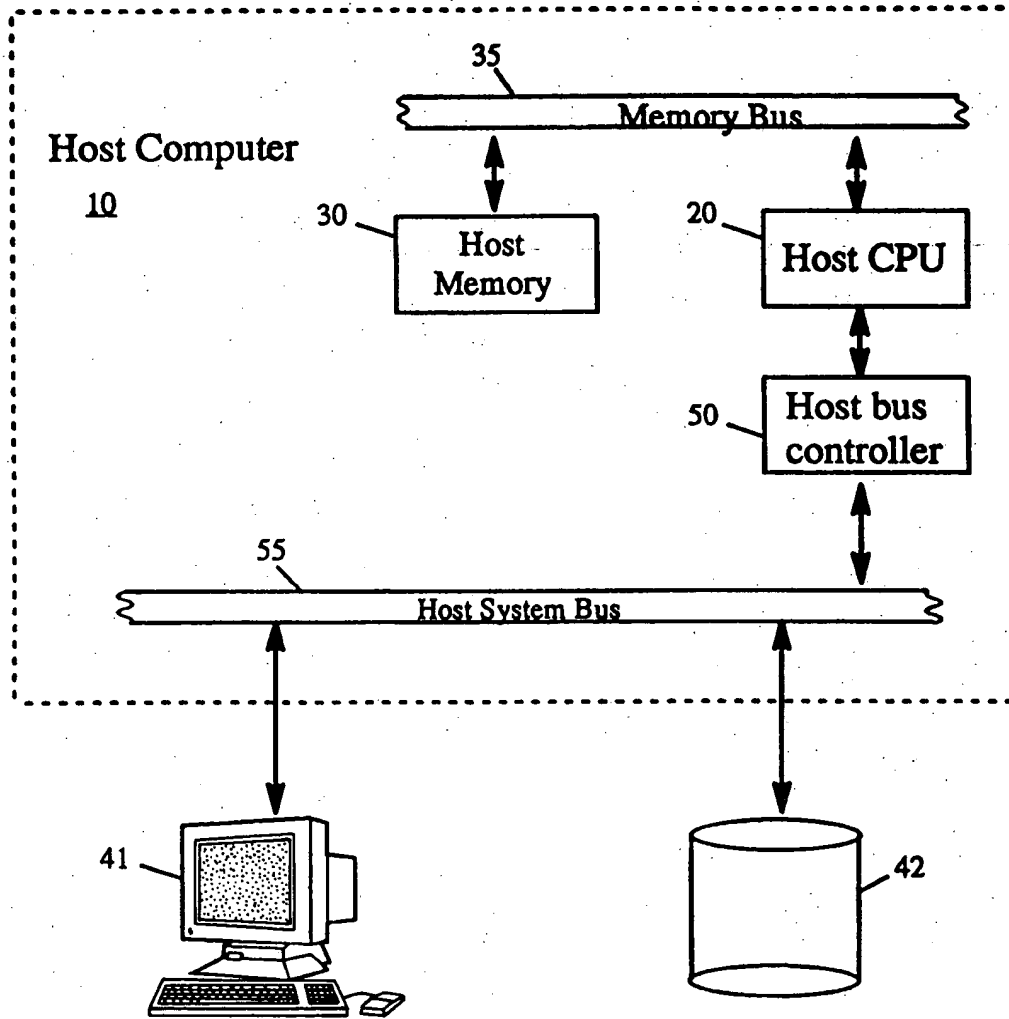 35
Memory Bus
Host Computer
10
30
Host
Memory
20
Host CPU
50
Host bus
controller
55
Host System Bus
41
42